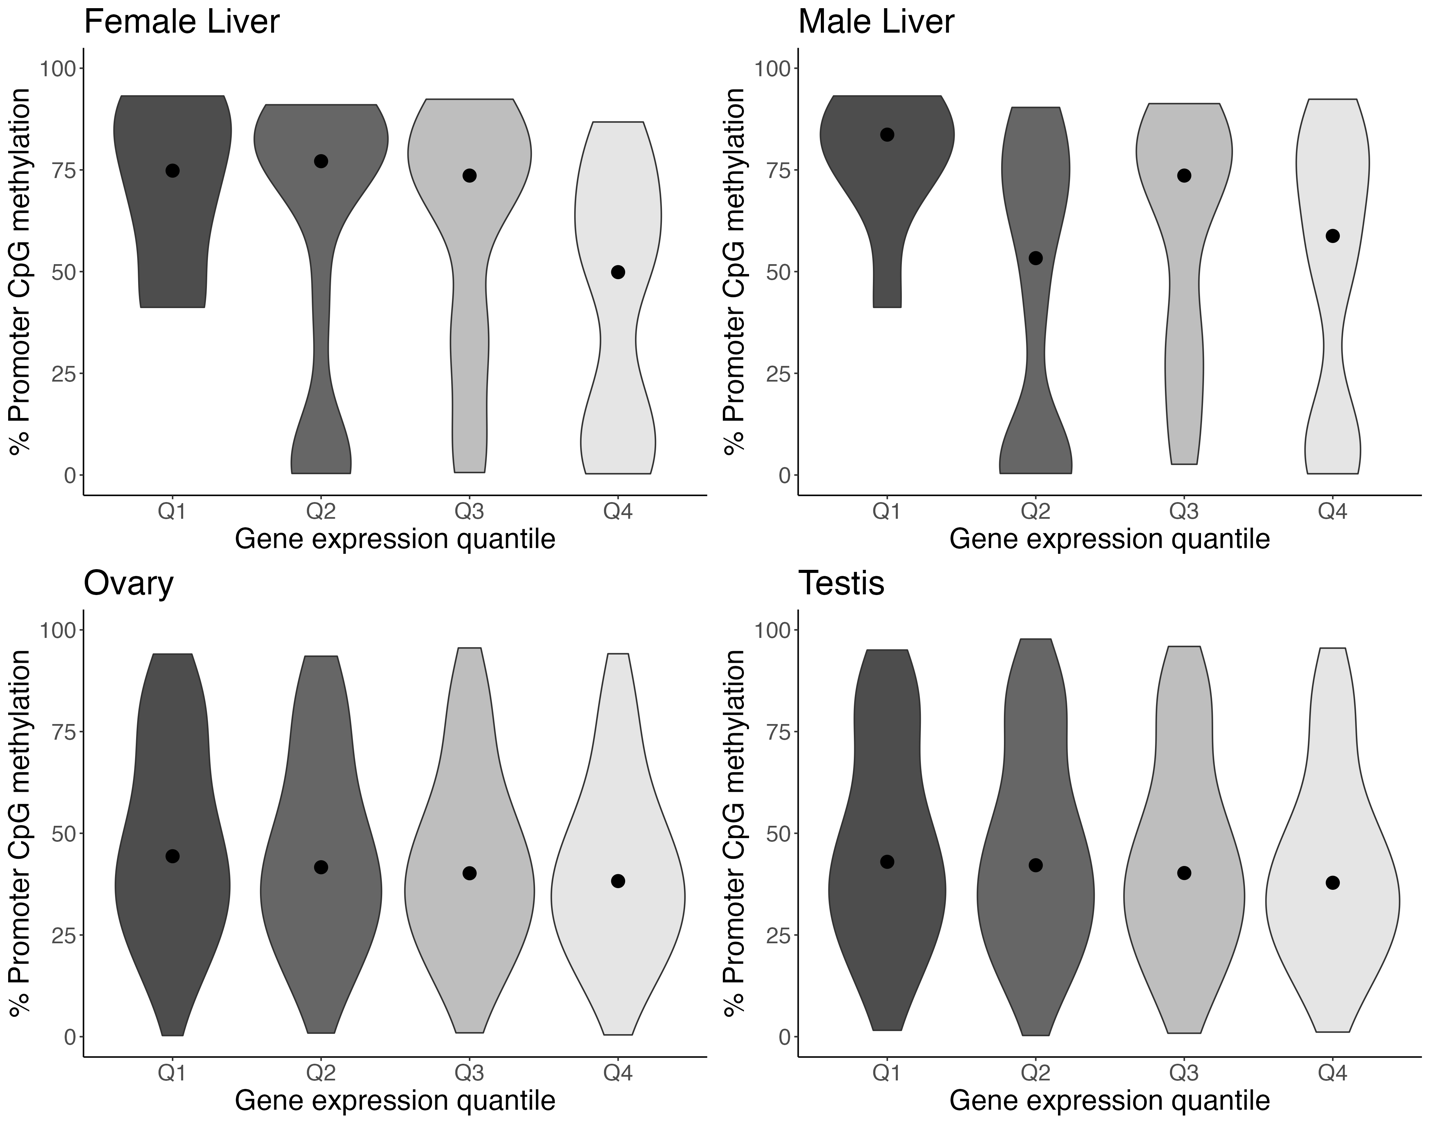 Female Liver
% Promoter CpG methylation
100
75
50
25
0
Q1 Q2 Q3 Q4
Gene expression quantile
Male Liver
% Promoter CpG methylation
100
75
50
25
0
Q1 Q2 Q3 Q4
Gene expression quantile
Ovary
% Promoter CpG methylation
100
75
50
25
0
Q1 Q2 Q3 Q4
Gene expression quantile
Testis
% Promoter CpG methylation
100
75
50
25
0
Q1 Q2 Q3 Q4
Gene expression quantile